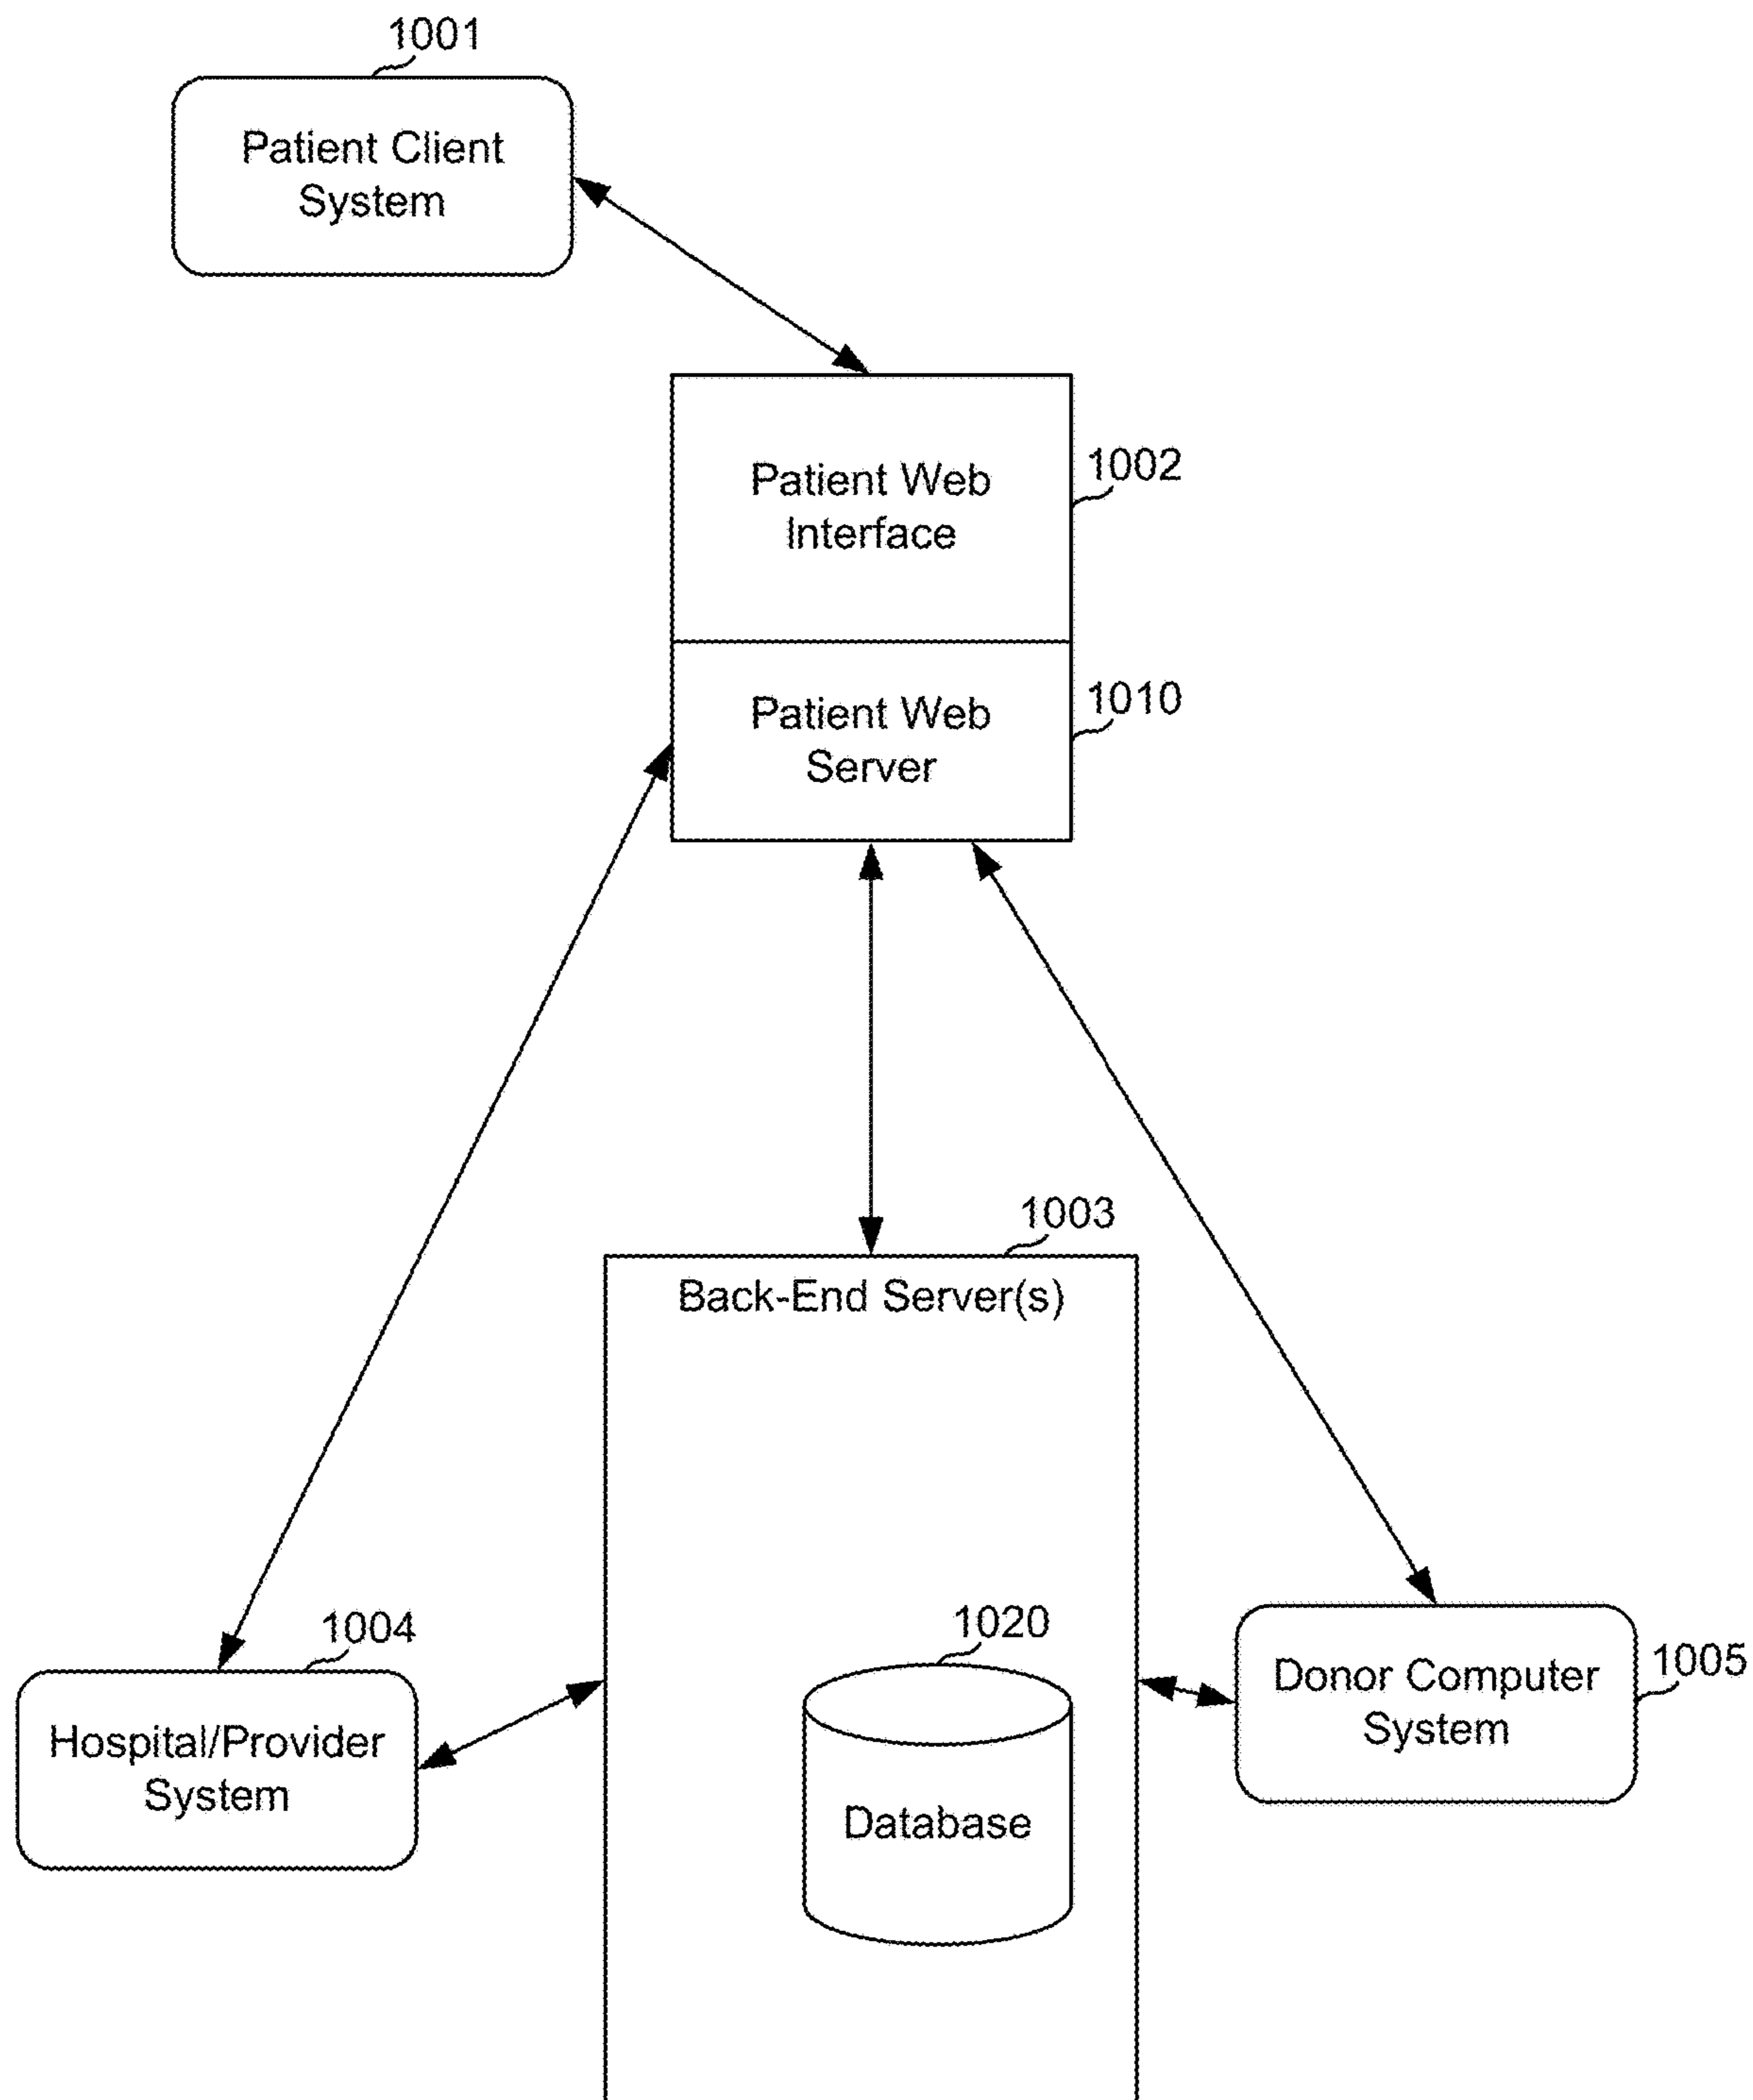 1001
Patient Client
System
Patient Web
Interface
1002
Patient Web
Server
1010
1003
Back-End Server(s)
1004
Hospital/Provider
System
1020
Database
Donor Computer
System
1005